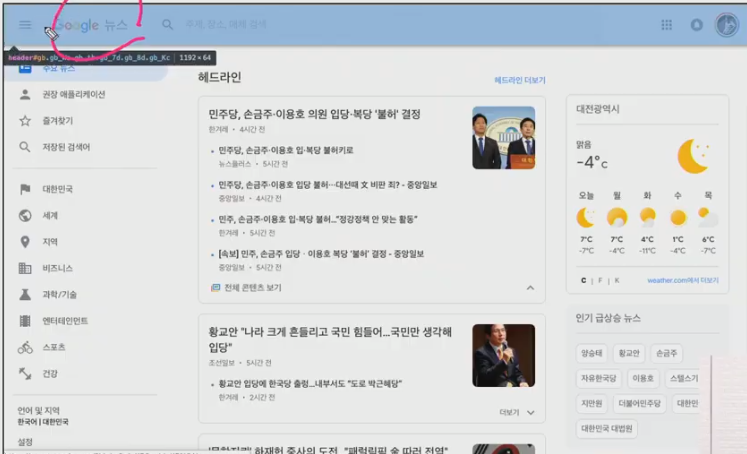 Google 뉴스
주제, 장소, 매체 검색
header#gb.gb_
1192 × 64
주요 뉴스
권장 애플리케이션
즐겨찾기
저장된 검색어
대한민국
세계
지역
비즈니스
과학/기술
엔터테인먼트
스포츠
건강
언어 및 지역
한국어 | 대한민국
설정
헤드라인
헤드라인 더보기
민주당, 손금주·이용호 의원 입당·복당 '불허' 결정
한겨레 • 4시간 전
민주당, 손금주·이용호 입·복당 불허키로
뉴스플러스 • 5시간 전
민주당, 손금주·이용호 입당 불허…대선때 文 비판 죄? - 중앙일보
중앙일보 • 4시간 전
민주, 손금주·이용호 입·복당 불허…"정강정책 안 맞는 활동"
한겨레 • 5시간 전
[속보] 민주, 손금주 입당 · 이용호 복당 '불허' 결정 - 중앙일보
중앙일보 • 5시간 전
전체 콘텐츠 보기
황교안 "나라 크게 흔들리고 국민 힘들어...국민만 생각해
입당"
조선일보 • 5시간 전
황교안 입당에 한국당 출렁…내부서도 "도로 박근혜당"
한겨레 • 2시간 전
더보기
하재헌 중사의 도전, "패럴림픽 숲 따러 전역"
대전광역시
맑음
-4°C
오늘 월 화 수 목
7°C 7°C 4°C 1°C 6°C
-7°C -4°C -11°C -4°C -7°C
C | F | K
weather.com에서 더보기
인기 급상승 뉴스
양승태 황교안 손금주
자유한국당 이용호 스텔스기
지만원 더불어민주당 대한민
대한민국 대법원